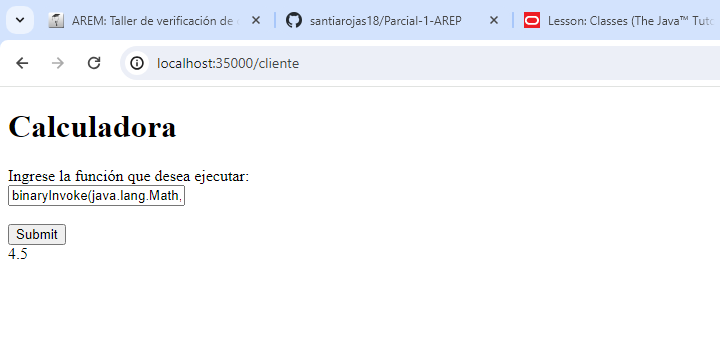 AREM: Taller de verificación de
santiarojas18/Parcial-1-AREP
Lesson: Classes (The Java™ Tuto
localhost:35000/cliente
Calculadora
Ingrese la función que desea ejecutar:
binaryInvoke(java.lang.Math,
Submit
4.5